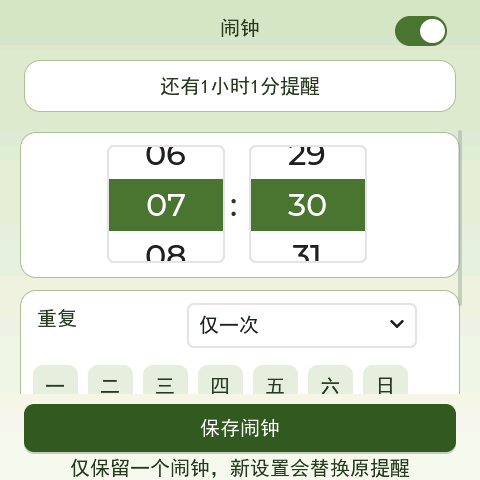 闹钟
还有1小时1分提醒
06 29
07 : 30
08 31
重复 仅一次
一 二 三 四 五 六 日
保存闹钟
仅保留一个闹钟，新设置会替换原提醒